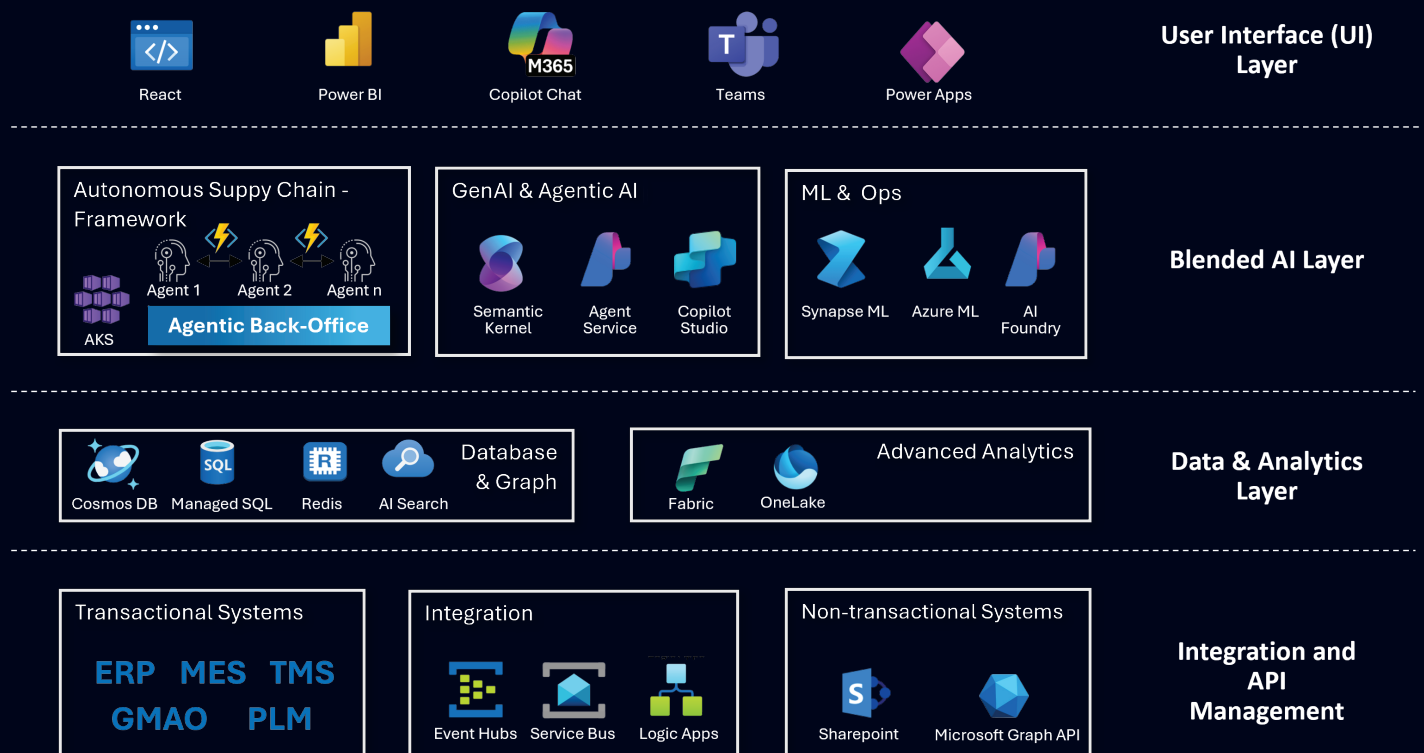 User Interface (UI)
Layer
</>
M365
T
React
Power BI
Copilot Chat
Teams
Power Apps
Autonomous Suppy Chain -
Framework
Agent 1
Agent 2
Agent n
AKS
Agentic Back-Office
GenAI & Agentic AI
Semantic
Kernel
Agent
Service
Copilot
Studio
ML & Ops
Synapse ML
Azure ML
AI
Foundry
Blended AI Layer
SQL
R
Cosmos DB
Managed SQL
Redis
AI Search
Database
& Graph
Advanced Analytics
Fabric
OneLake
Data & Analytics
Layer
Transactional Systems
ERP MES TMS
GMAO PLM
Integration
Event Hubs
Service Bus
Logic Apps
Non-transactional Systems
S
Sharepoint
Microsoft Graph API
Integration and
API
Management